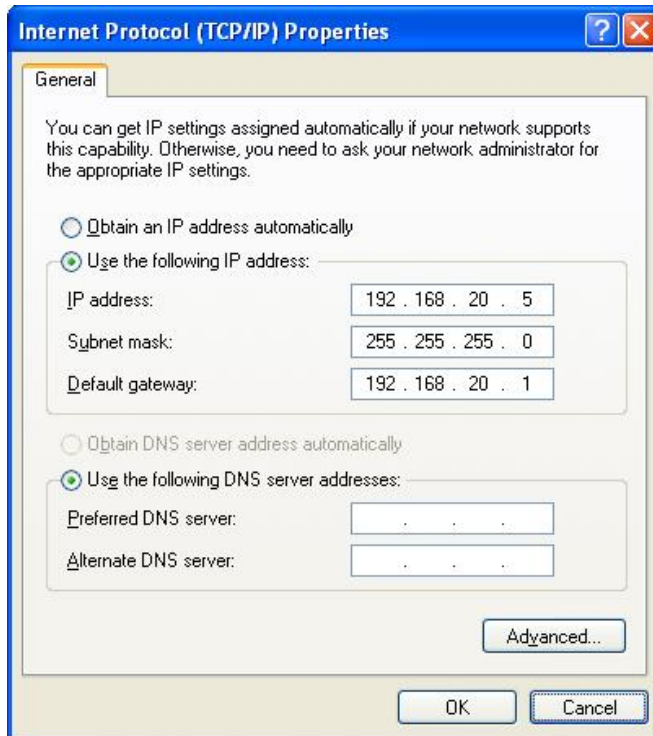 Internet Protocol (TCP/IP) Properties
General
You can get IP settings assigned automatically if your network supports
this capability. Otherwise, you need to ask your network administrator for
the appropriate IP settings.
Obtain an IP address automatically
Use the following IP address:
IP address: 192 . 168 . 20 . 5
Subnet mask: 255 . 255 . 255 . 0
Default gateway: 192 . 168 . 20 . 1
Obtain DNS server address automatically
Use the following DNS server addresses:
Preferred DNS server: . . .
Alternate DNS server: . . .
Advanced...
OK Cancel